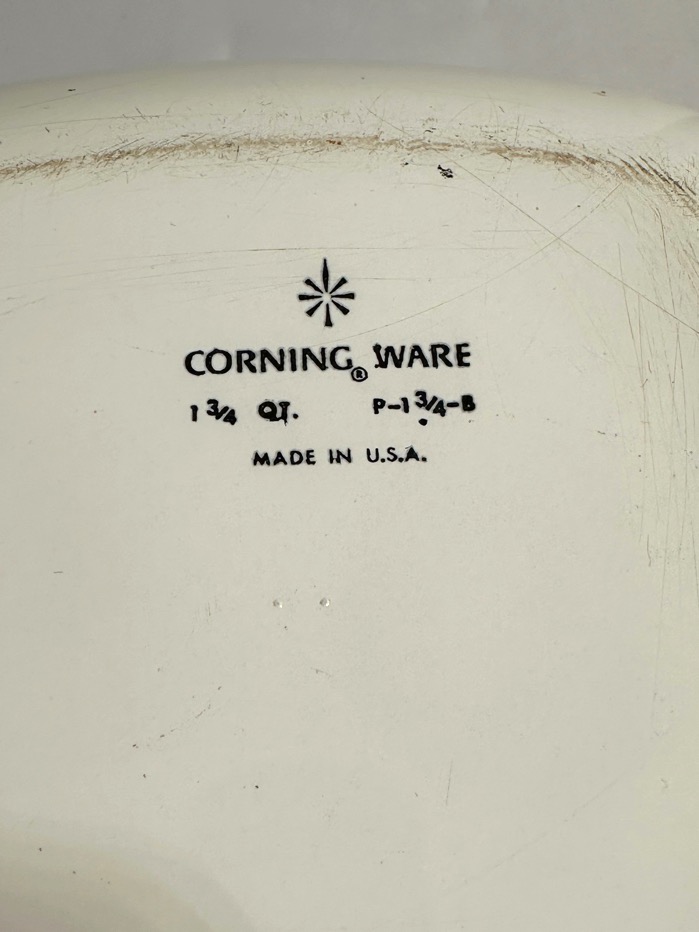 CORNING® WARE
1 3/4 QT. P-1 3/4-B
MADE IN U.S.A.